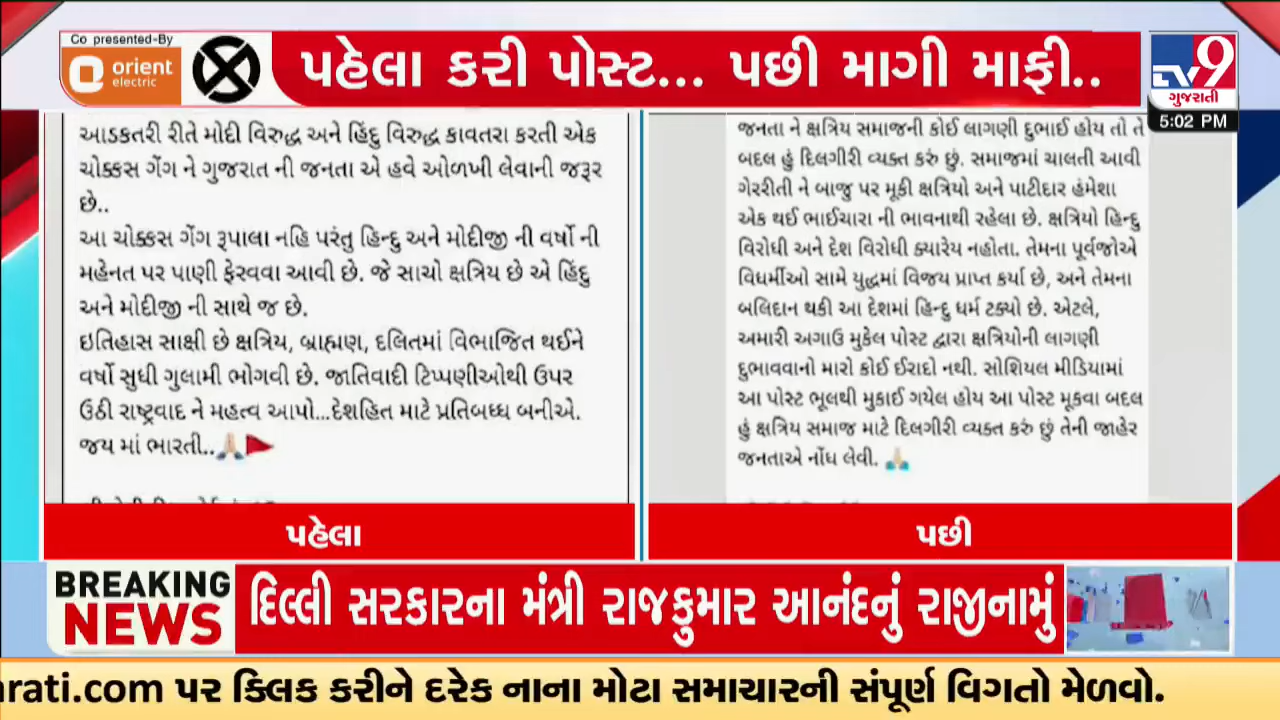 Co presented-By
orient
electric
પહેલા કરી પોસ્ટ... પછી માગી માફી..
TV9
ગુજરાતી
5:02 PM
આડકતરી રીતે મોદી વિરુદ્ધ અને હિંદુ વિરુદ્ધ કાવતરા કરતી એક
ચોક્કસ ગેંગ ને ગુજરાત ની જનતા એ હવે ઓળખી લેવાની જરૂર
છે..
આ ચોક્કસ ગેંગ રૂપાલા નહિ પરંતુ હિન્દુ અને મોદીજી ની વર્ષો ની
મહેનત પર પાણી ફેરવવા આવી છે. જે સાચો ક્ષત્રિય છે એ હિંદુ
અને મોદીજી ની સાથે જ છે.
ઇતિહાસ સાક્ષી છે ક્ષત્રિય, બ્રાહ્મણ, દલિતમાં વિભાજિત થઈને
વર્ષો સુધી ગુલામી ભોગવી છે. જાતિવાદી ટિપ્પણીઓથી ઉપર
ઉઠી રાષ્ટ્રવાદ ને મહત્વ આપો...દેશહિત માટે પ્રતિબધ્ધ બનીએ.
જય માં ભારતી..🙏🏻🚩
પહેલા
જનતા ને ક્ષત્રિય સમાજની કોઈ લાગણી દુભાઈ હોય તો તે
બદલ હું દિલગીરી વ્યક્ત કરું છું. સમાજમાં ચાલતી આવી
ગેરરીતી ને બાજુ પર મૂકી ક્ષત્રિયો અને પાટીદાર હંમેશા
એક થઈ ભાઈચારા ની ભાવનાથી રહેલા છે. ક્ષત્રિયો હિન્દુ
વિરોધી અને દેશ વિરોધી ક્યારેય નહોતા. તેમના પૂર્વજોએ
વિધર્મીઓ સામે યુદ્ધમાં વિજય પ્રાપ્ત કર્યા છે, અને તેમના
બલિદાન થકી આ દેશમાં હિન્દુ ધર્મ ટક્યો છે. એટલે,
અમારી અગાઉ મુકેલ પોસ્ટ દ્વારા ક્ષત્રિયોની લાગણી
દુભાવવાનો મારો કોઈ ઈરાદો નથી. સોશિયલ મીડિયામાં
આ પોસ્ટ ભૂલથી મુકાઈ ગયેલ હોય આ પોસ્ટ મૂકવા બદલ
હું ક્ષત્રિય સમાજ માટે દિલગીરી વ્યક્ત કરું છું તેની જાહેર
જનતાએ નોંધ લેવી. 🙏🏻
પછી
BREAKING
NEWS
દિલ્લી સરકારના મંત્રી રાજકુમાર આનંદનું રાજીનામું
arati.com પર ક્લિક કરીને દરેક નાના મોટા સમાચારની સંપૂર્ણ વિગતો મેળવો.